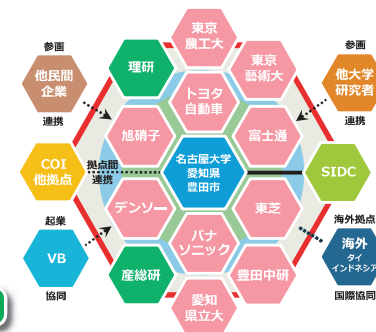 東京
農工大
参画
他民間
企業
連携
理研
東京
藝術大
参画
他大学
研究者
連携
トヨタ
自動車
旭硝子
富士通
COI
他拠点
拠点間
連携
名古屋大学
愛知県
豊田市
SIDC
デンソー
東芝
起業
VB
協同
パナ
ソニック
海外拠点
海外
タイ
インドネシア
国際協同
産総研
豊田中研
愛知
県立大